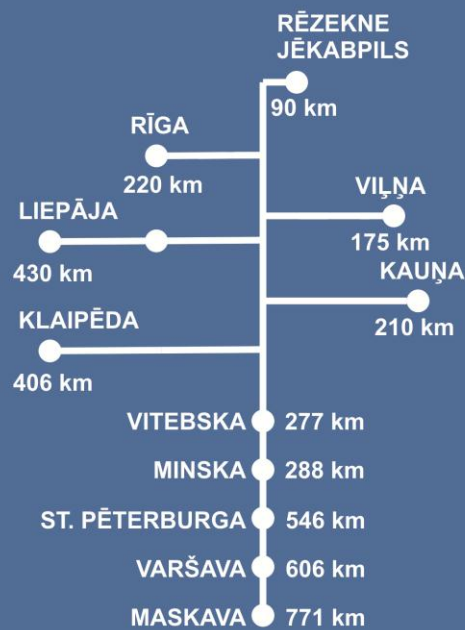 RĒZEKNE
JĒKABPILS
90 km
RĪGA
220 km
VIĻŅA
175 km
LIEPĀJA
430 km
KAUŅA
210 km
KLAIPĒDA
406 km
VITEBSKA 277 km
MINSKA 288 km
ST. PĒTERBURGA 546 km
VARŠAVA 606 km
MASKAVA 771 km